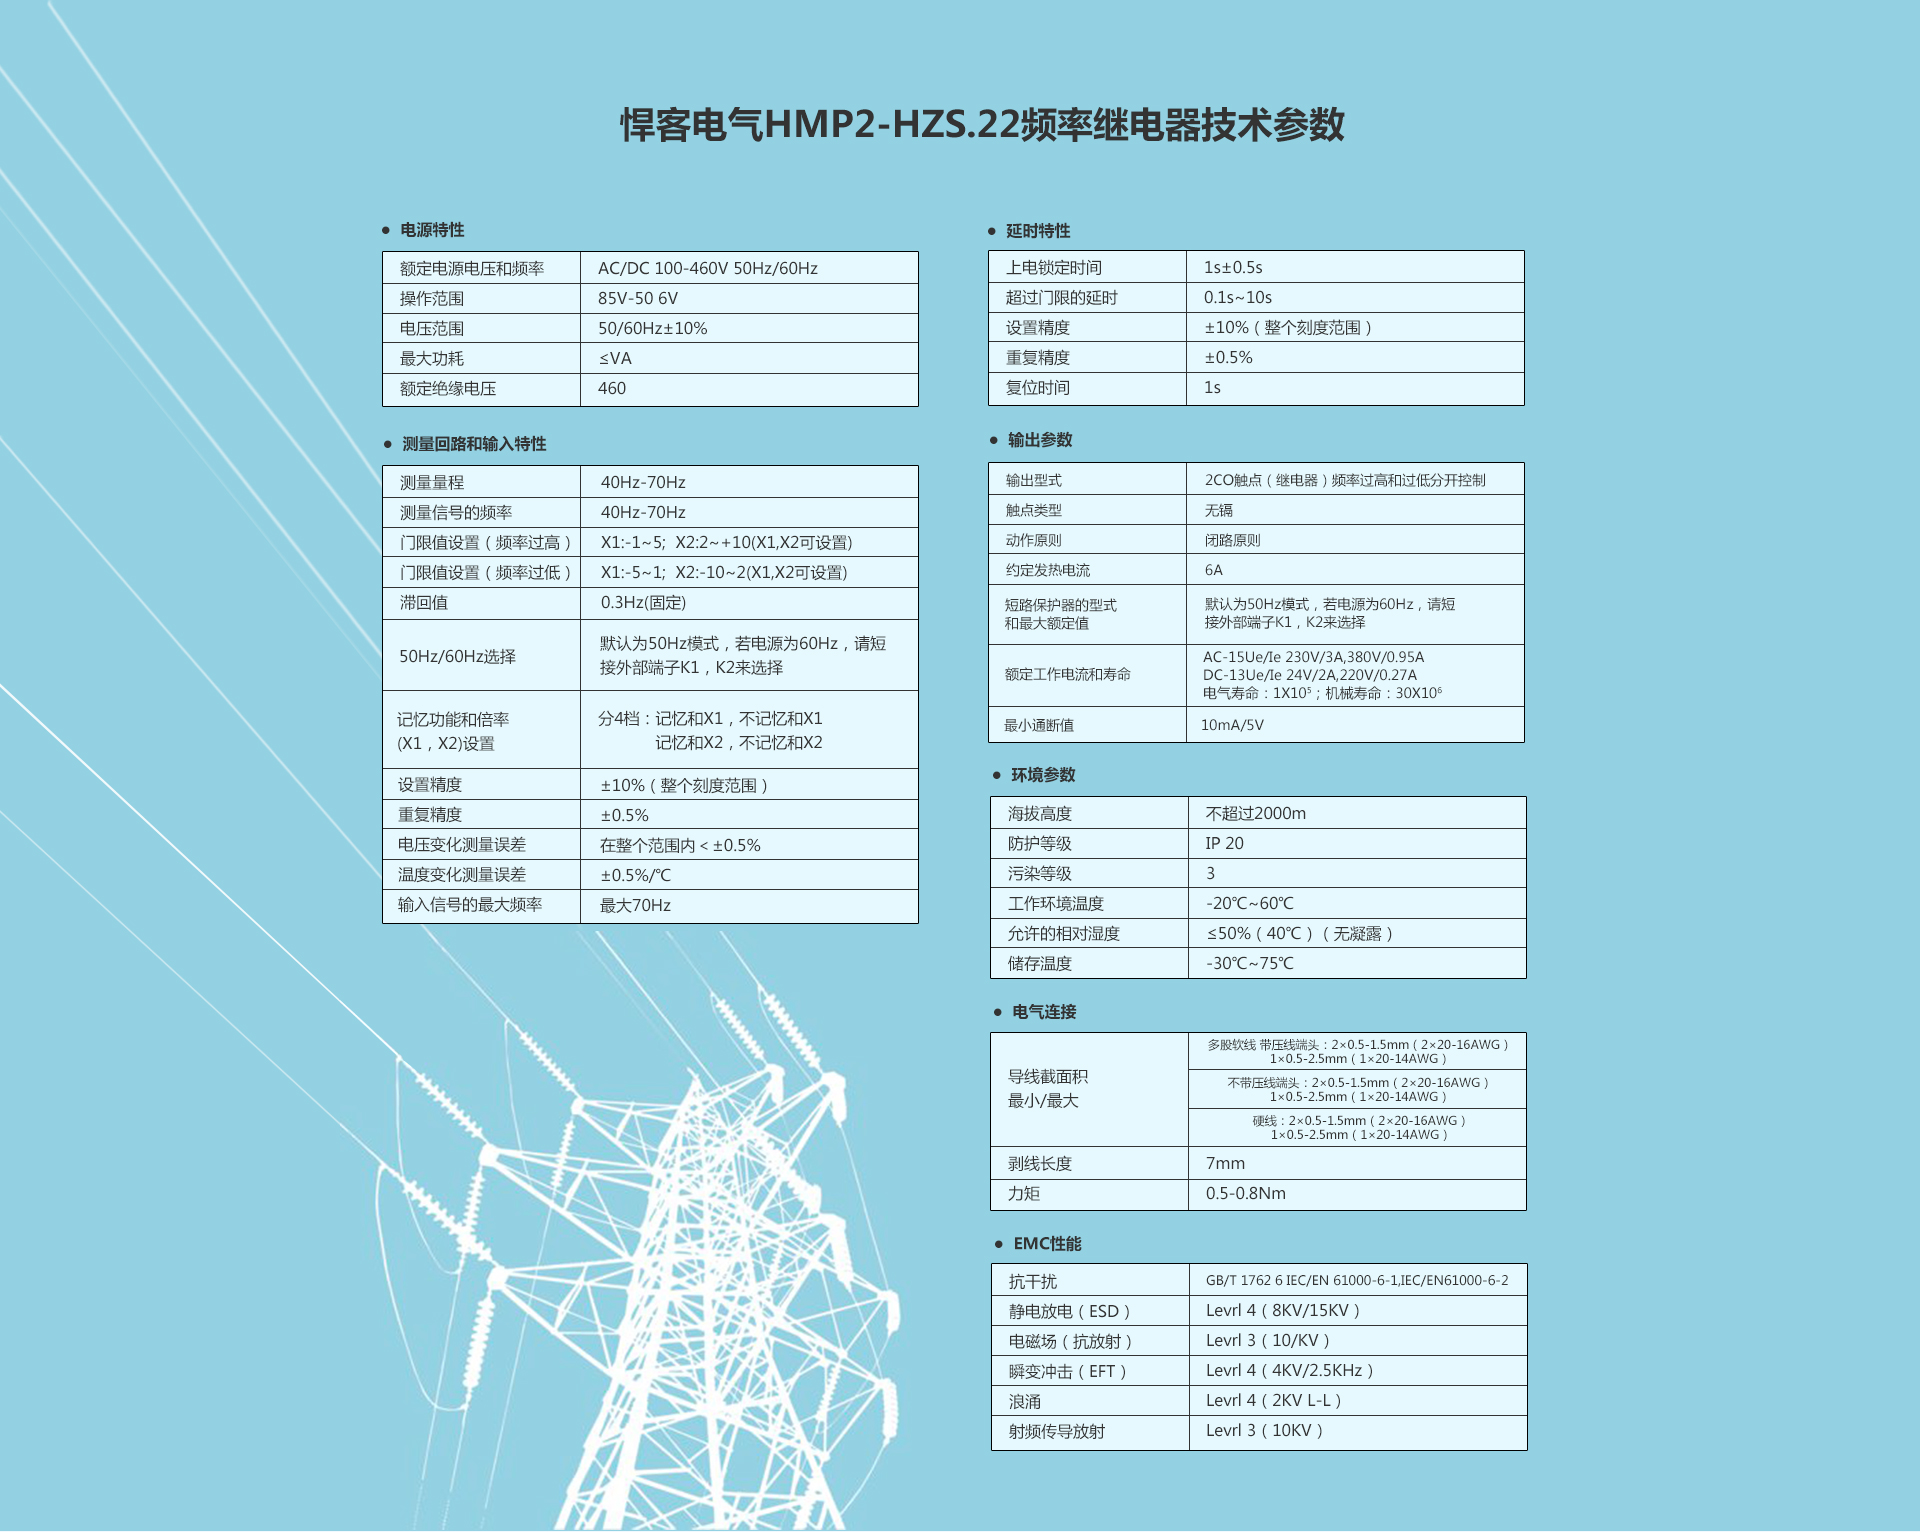 悍客电气HMP2-HZS.22频率继电器技术参数
● 电源特性
额定电源电压和频率 AC/DC 100-460V 50Hz/60Hz
操作范围 85V-50 6V
电压范围 50/60Hz±10%
最大功耗 ≤VA
额定绝缘电压 460
● 测量回路和输入特性
测量量程 40Hz-70Hz
测量信号的频率 40Hz-70Hz
门限值设置（频率过高） X1:-1~5; X2:2~+10(X1,X2可设置)
门限值设置（频率过低） X1:-5~1; X2:-10~2(X1,X2可设置)
滞回值 0.3Hz(固定)
50Hz/60Hz选择
默认为50Hz模式，若电源为60Hz，请短
接外部端子K1，K2来选择
记忆功能和倍率
(X1，X2)设置
分4档：记忆和X1，不记忆和X1
记忆和X2，不记忆和X2
设置精度 ±10%（整个刻度范围）
重复精度 ±0.5%
电压变化测量误差 在整个范围内＜±0.5%
温度变化测量误差 ±0.5%/℃
输入信号的最大频率 最大70Hz
● 延时特性
上电锁定时间 1s±0.5s
超过门限的延时 0.1s~10s
设置精度 ±10%（整个刻度范围）
重复精度 ±0.5%
复位时间 1s
● 输出参数
输出型式 2CO触点（继电器）频率过高和过低分开控制
触点类型 无镉
动作原则 闭路原则
约定发热电流 6A
短路保护器的型式
和最大额定值
默认为50Hz模式，若电源为60Hz，请短
接外部端子K1，K2来选择
额定工作电流和寿命
AC-15Ue/Ie 230V/3A,380V/0.95A
DC-13Ue/Ie 24V/2A,220V/0.27A
电气寿命：1X10⁵；机械寿命：30X10⁶
最小通断值 10mA/5V
● 环境参数
海拔高度 不超过2000m
防护等级 IP 20
污染等级 3
工作环境温度 -20℃~60℃
允许的相对湿度 ≤50%（40℃）（无凝露）
储存温度 -30℃~75℃
● 电气连接
导线截面积
最小/最大
多股软线 带压线端头：2×0.5-1.5mm（2×20-16AWG）
1×0.5-2.5mm（1×20-14AWG）
不带压线端头：2×0.5-1.5mm（2×20-16AWG）
1×0.5-2.5mm（1×20-14AWG）
硬线：2×0.5-1.5mm（2×20-16AWG）
1×0.5-2.5mm（1×20-14AWG）
剥线长度 7mm
力矩 0.5-0.8Nm
● EMC性能
抗干扰 GB/T 1762 6 IEC/EN 61000-6-1,IEC/EN61000-6-2
静电放电（ESD） Levrl 4（8KV/15KV）
电磁场（抗放射） Levrl 3（10/KV）
瞬变冲击（EFT） Levrl 4（4KV/2.5KHz）
浪涌 Levrl 4（2KV L-L）
射频传导放射 Levrl 3（10KV）